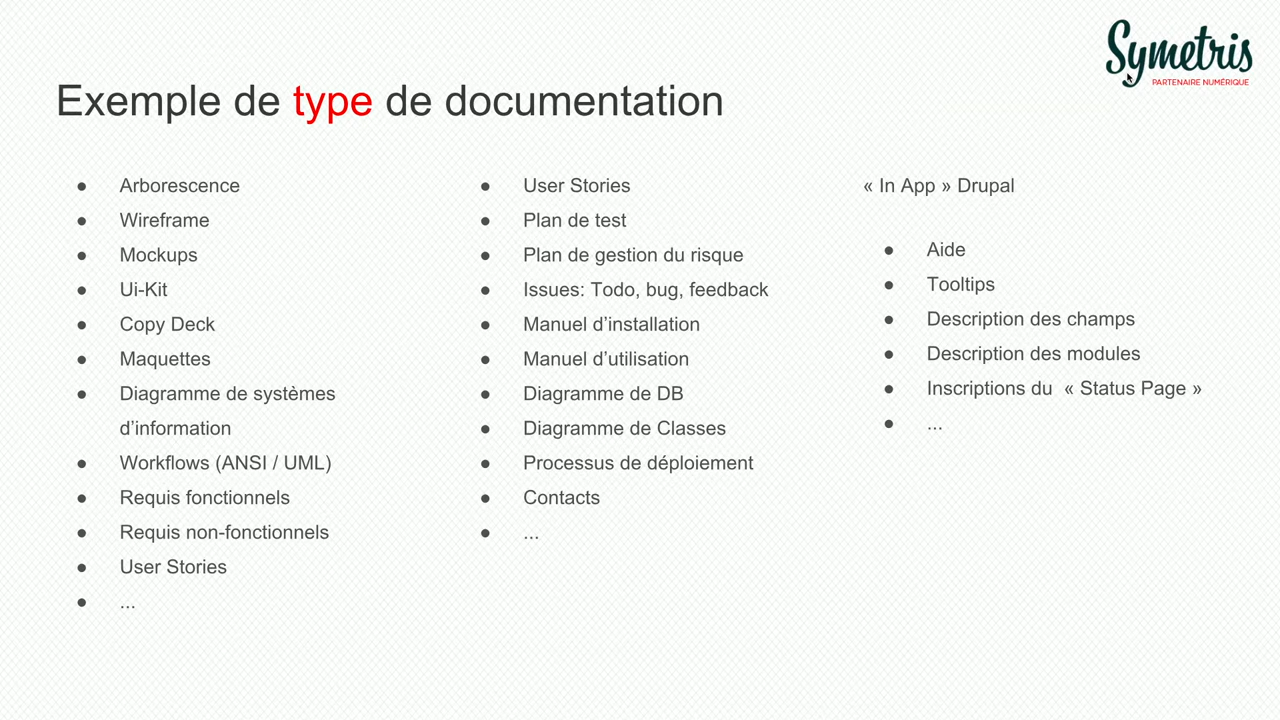 Symetris
PARTENAIRE NUMÉRIQUE
Exemple de type de documentation
● Arborescence
● Wireframe
● Mockups
● Ui-Kit
● Copy Deck
● Maquettes
● Diagramme de systèmes
d’information
● Workflows (ANSI / UML)
● Requis fonctionnels
● Requis non-fonctionnels
● User Stories
● ...
● User Stories
● Plan de test
● Plan de gestion du risque
● Issues: Todo, bug, feedback
● Manuel d’installation
● Manuel d’utilisation
● Diagramme de DB
● Diagramme de Classes
● Processus de déploiement
● Contacts
● ...
« In App » Drupal
● Aide
● Tooltips
● Description des champs
● Description des modules
● Inscriptions du « Status Page »
● ...